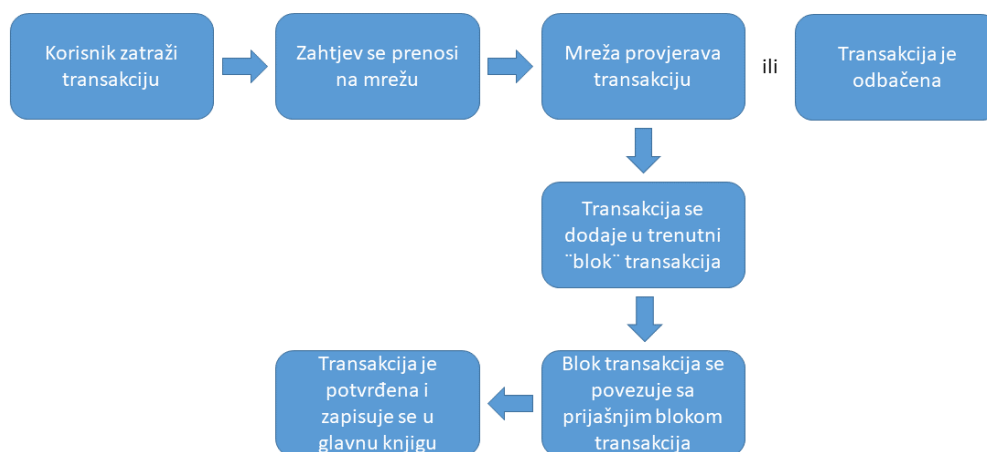 Korisnik zatraži
transakciju
Zahtjev se prenosi
na mrežu
Mreža provjerava
transakciju
ili
Transakcija je
odbačena
Transakcija se
dodaje u trenutni
¨blok¨ transakcija
Blok transakcija se
povezuje sa
prijašnjim blokom
transakcija
Transakcija je
potvrđena i
zapisuje se u
glavnu knjigu